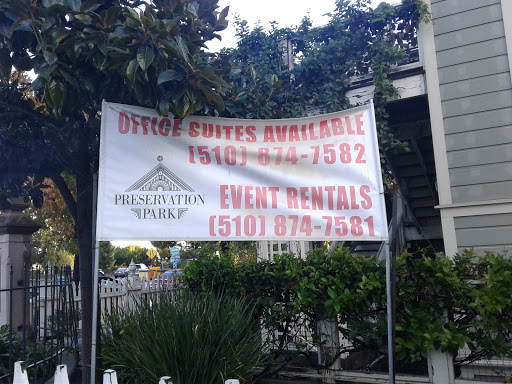 OFFICE SUITES AVAILABLE
(510) 874-7582
PRESERVATION
PARK
EVENT RENTALS
(510) 874-7581